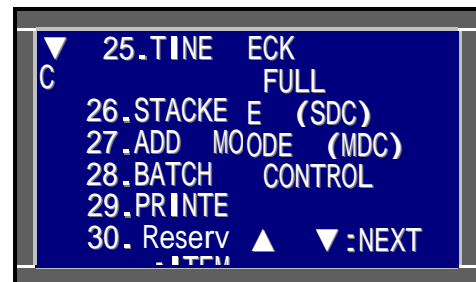 ▼ 25.TINE ECK
C FULL
26.STACKE E (SDC)
27.ADD MOODE (MDC)
28.BATCH CONTROL
29.PRINTE
30. Reserv ▲ ▼:NEXT
:ITEM